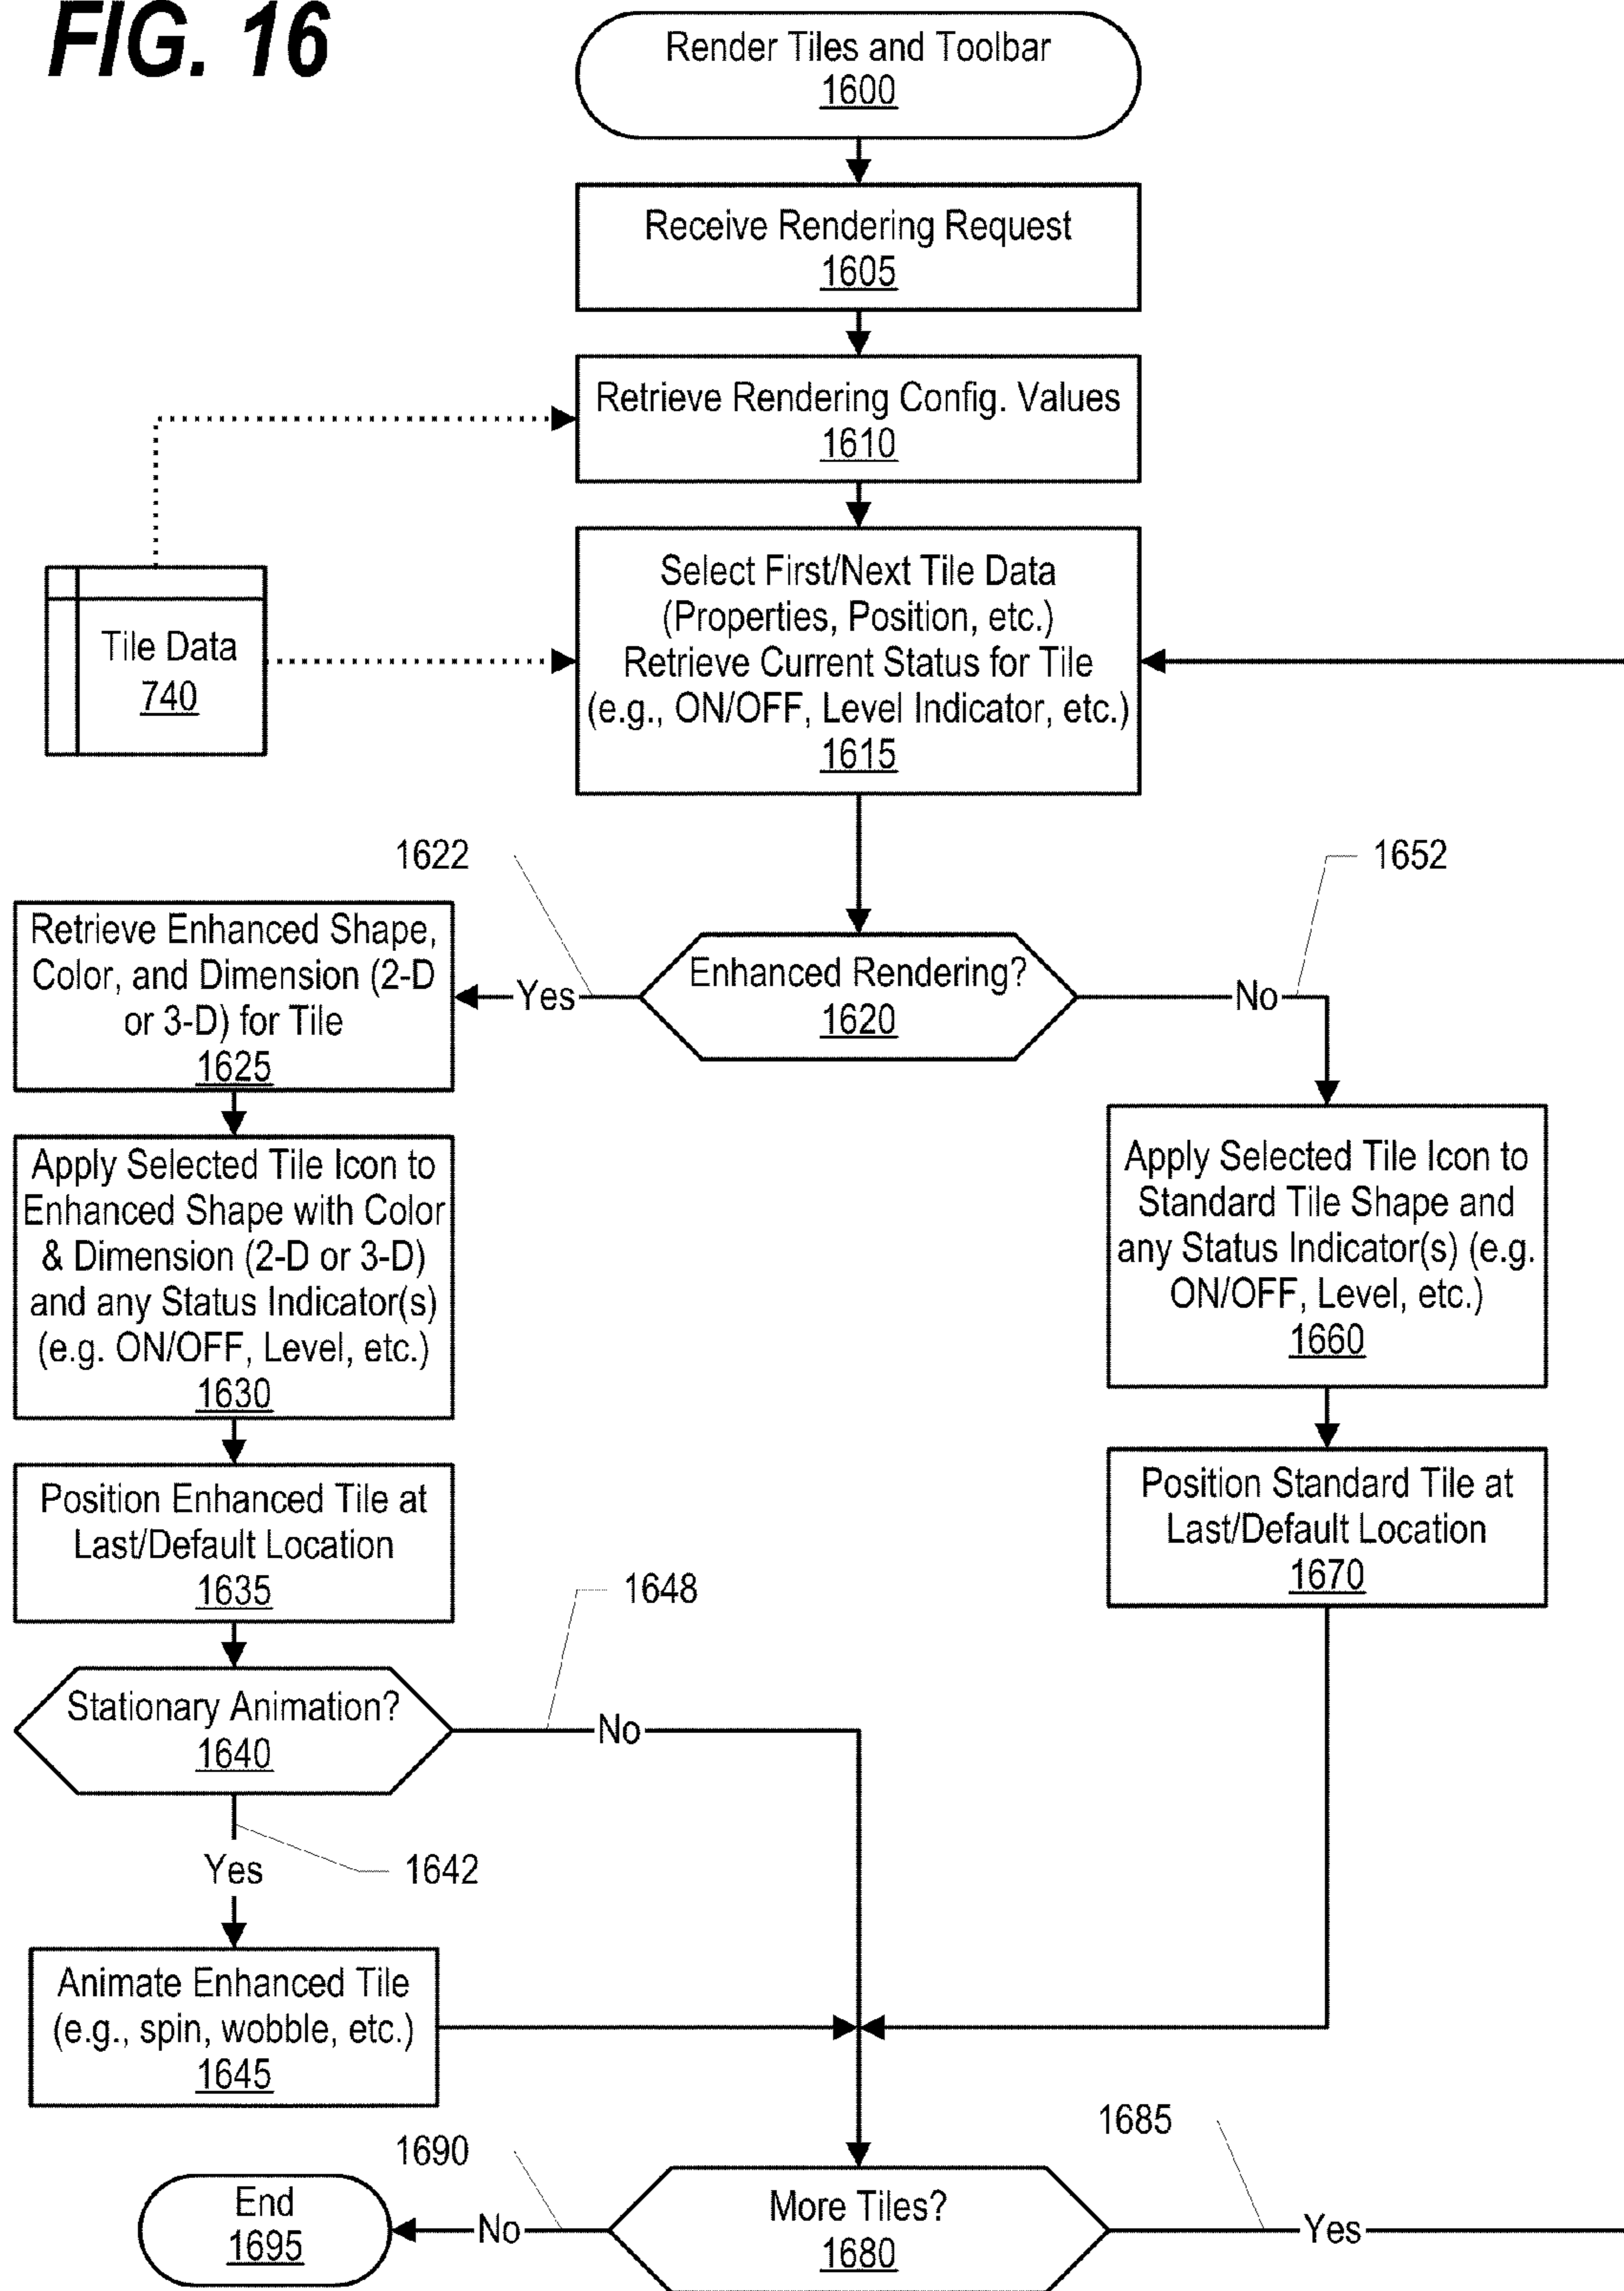 FIG. 16
Render Tiles and Toolbar
1600
Receive Rendering Request
1605
Retrieve Rendering Config. Values
1610
Select First/Next Tile Data
(Properties, Position, etc.)
Retrieve Current Status for Tile
(e.g., ON/OFF, Level Indicator, etc.)
1615
Tile Data
740
1622
1652
Enhanced Rendering?
1620
Yes
No
Retrieve Enhanced Shape,
Color, and Dimension (2-D
or 3-D) for Tile
1625
Apply Selected Tile Icon to
Enhanced Shape with Color
& Dimension (2-D or 3-D)
and any Status Indicator(s)
(e.g. ON/OFF, Level, etc.)
1630
Apply Selected Tile Icon to
Standard Tile Shape and
any Status Indicator(s) (e.g.
ON/OFF, Level, etc.)
1660
Position Enhanced Tile at
Last/Default Location
1635
Position Standard Tile at
Last/Default Location
1670
1648
Stationary Animation?
1640
No
Yes
1642
Animate Enhanced Tile
(e.g., spin, wobble, etc.)
1645
1690
1685
More Tiles?
1680
No
Yes
End
1695